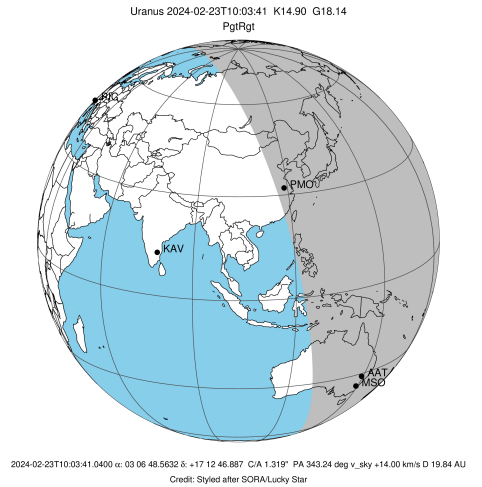 Uranus 2024-02-23T10:03:41 K14.90 G18.14
PgtRgt
RIG
PMO
KAV
AAT
MSO
2024-02-23T10:03:41.0400 α: 03 06 48.5632 δ: +17 12 46.887 C/A 1.319" PA 343.24 deg v_sky +14.00 km/s D 19.84 AU
Credit: Styled after SORA/Lucky Star